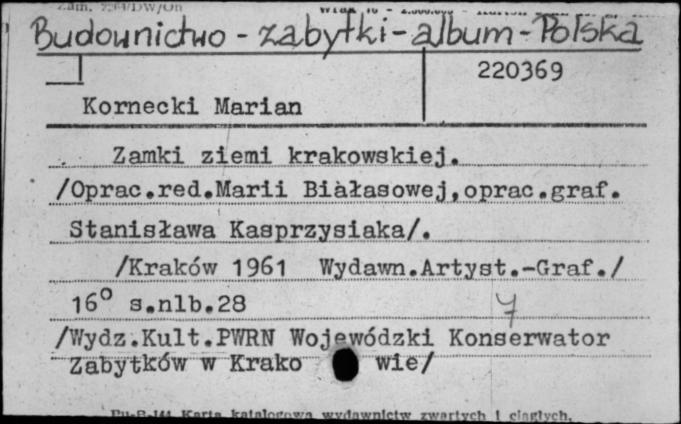 Budownictwo - zabytki - album - Polska
220369
Kornecki Marian
Zamki ziemi krakowskiej.
/Oprac.red.Marii Białasowej,oprac.graf.
Stanisława Kasprzysiaka/.
/Kraków 1961 Wydawn.Artyst.-Graf./
16° s.nlb.28
/Wydz.Kult.PWRN Wojewódzki Konserwator
Zabytków w Krako wie/
Pu-B-144 Karta katalogowa wydawnictw zwartych i ciągłych.